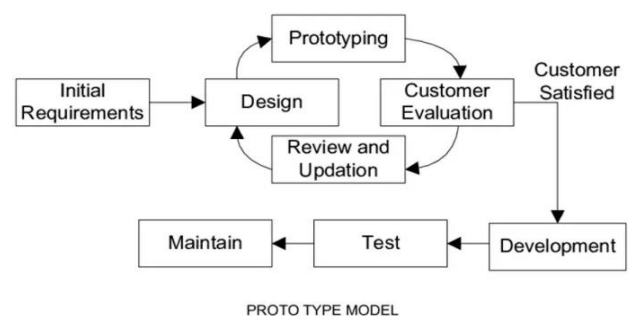 Prototyping
Customer
Satisfied
Initial
Requirements
Design
Customer
Evaluation
Review and
Updation
Maintain
Test
Development
PROTO TYPE MODEL